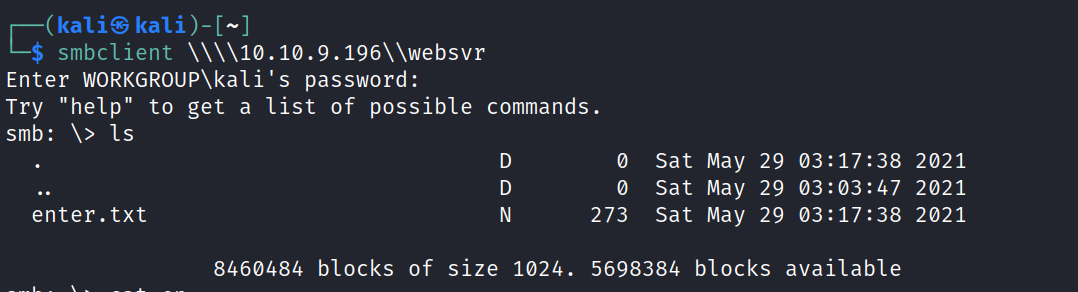 ┌──(kali㉿kali)-[~]
└─$ smbclient \\\\10.10.9.196\\websvr
Enter WORKGROUP\kali's password:
Try "help" to get a list of possible commands.
smb: \> ls
  .                                   D        0  Sat May 29 03:17:38 2021
  ..                                  D        0  Sat May 29 03:03:47 2021
  enter.txt                           N      273  Sat May 29 03:17:38 2021
                8460484 blocks of size 1024. 5698384 blocks available